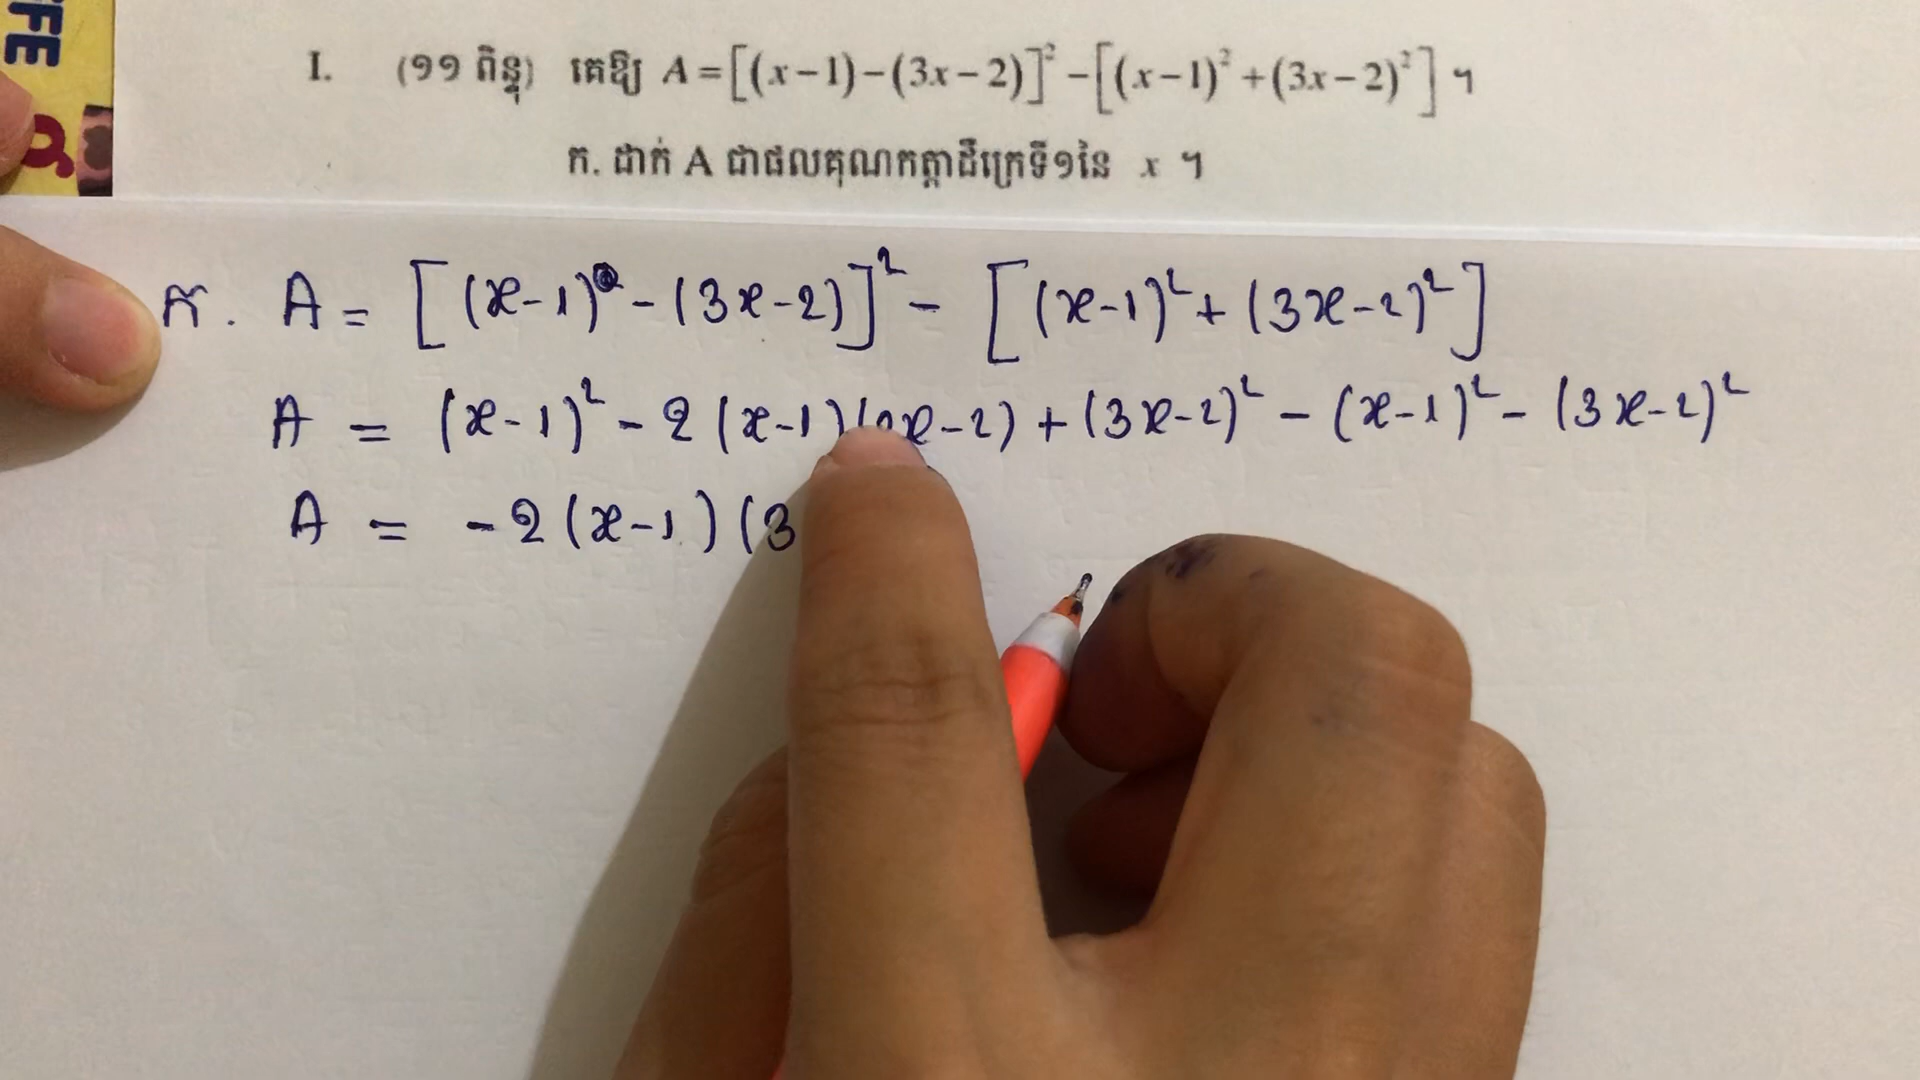 FE
I. (១១ ពិន្ទុ) គេឱ្យ A = [(x−1)−(3x−2)]² −[(x−1)² +(3x−2)²] ។
ក. ដាក់ A ជាផលគុណកត្តាដឺក្រេទី១នៃ x ។
ក. A = [(x-1) - (3x-2)]² - [(x-1)² + (3x-2)²]
A = (x-1)² - 2(x-1)(3x-2) + (3x-2)² - (x-1)² - (3x-2)²
A = -2(x-1)(3